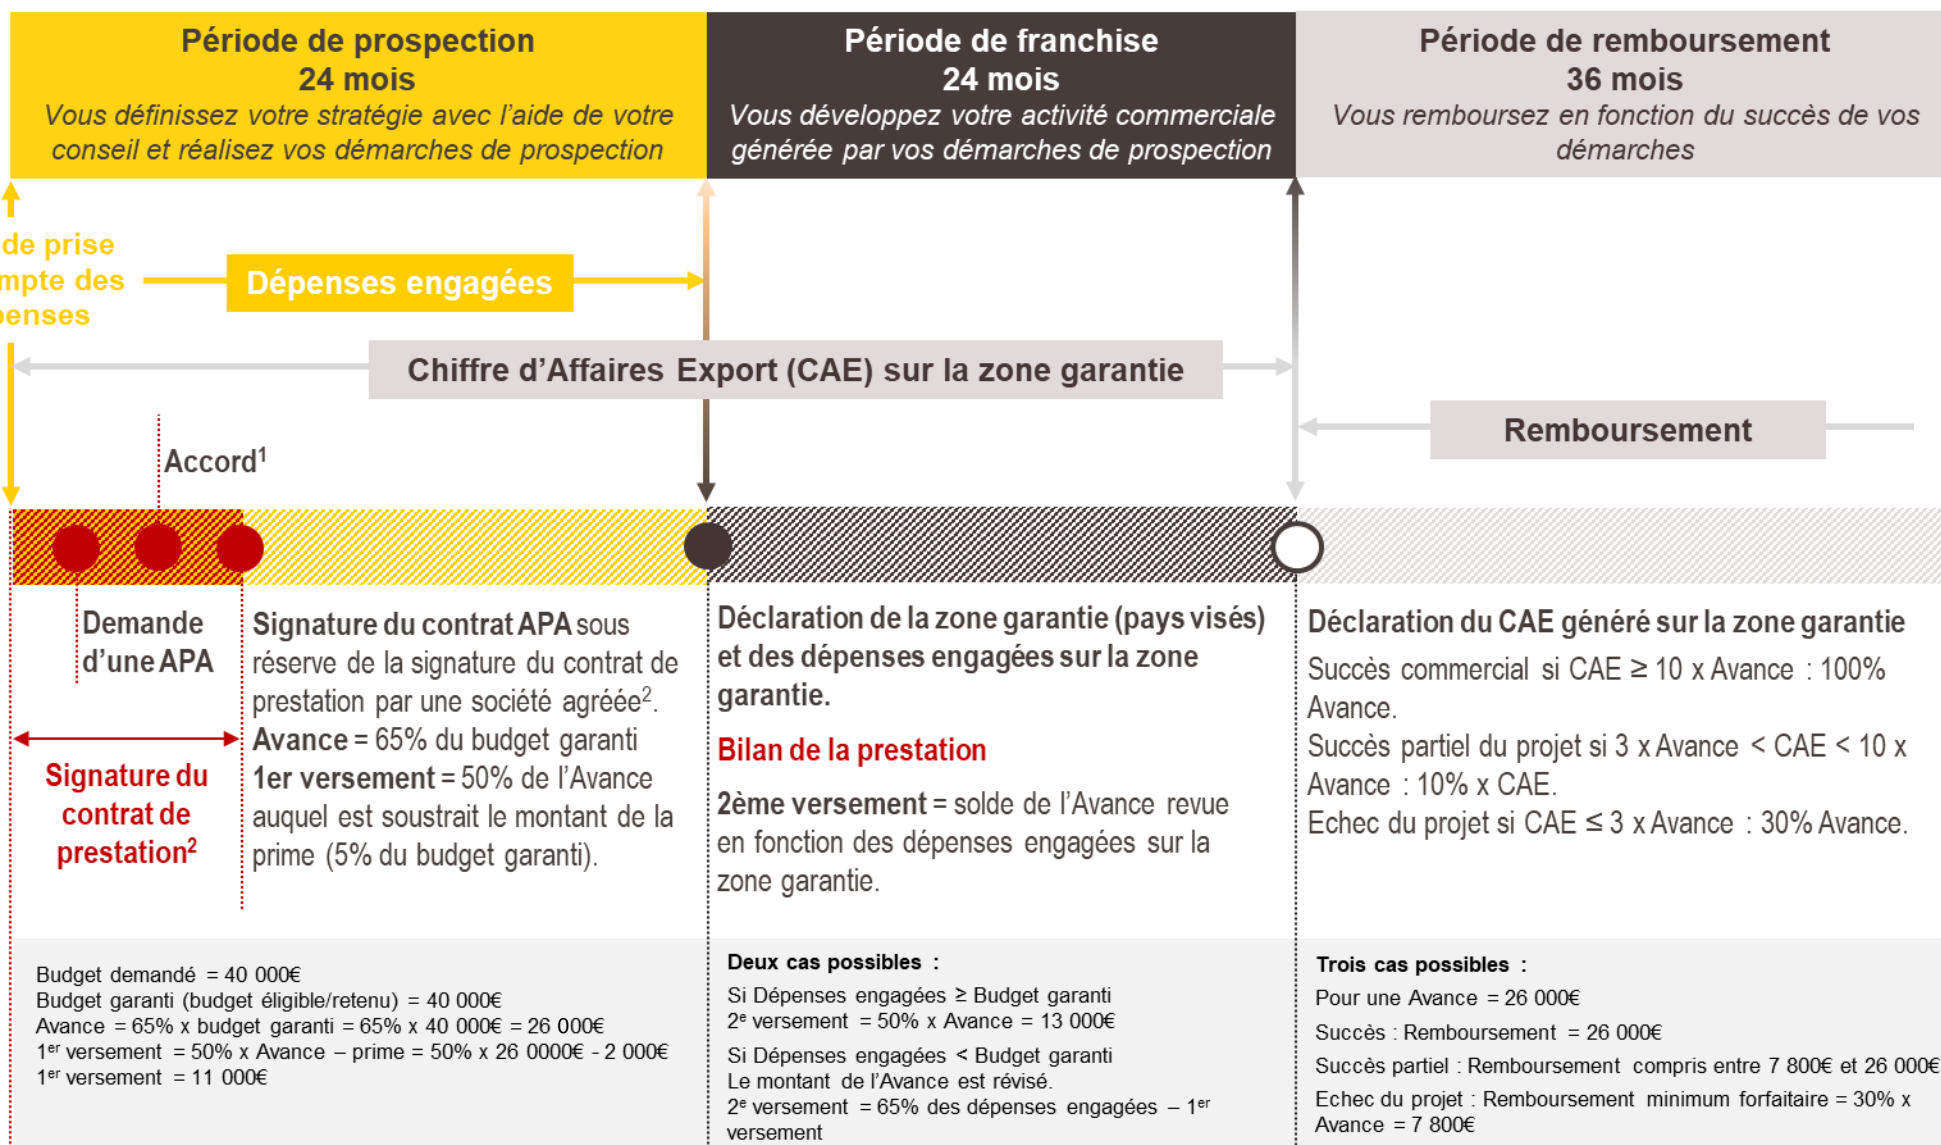 Période de prospection
24 mois
Vous définissez votre stratégie avec l'aide de votre
conseil et réalisez vos démarches de prospection
Période de franchise
24 mois
Vous développez votre activité commerciale
générée par vos démarches de prospection
Période de remboursement
36 mois
Vous remboursez en fonction du succès de vos
démarches
de prise
mpte des
penses
Dépenses engagées
Chiffre d'Affaires Export (CAE) sur la zone garantie
Remboursement
Accord¹
Demande
d'une APA
Signature du
contrat de
prestation²
Signature du contrat APA sous
réserve de la signature du contrat de
prestation par une société agréée².
Avance = 65% du budget garanti
1er versement = 50% de l'Avance
auquel est soustrait le montant de la
prime (5% du budget garanti).
Déclaration de la zone garantie (pays visés)
et des dépenses engagées sur la zone
garantie.
Bilan de la prestation
2ème versement = solde de l'Avance revue
en fonction des dépenses engagées sur la
zone garantie.
Déclaration du CAE généré sur la zone garantie
Succès commercial si CAE ≥ 10 x Avance : 100%
Avance.
Succès partiel du projet si 3 x Avance < CAE < 10 x
Avance : 10% x CAE.
Echec du projet si CAE ≤ 3 x Avance : 30% Avance.
Budget demandé = 40 000€
Budget garanti (budget éligible/retenu) = 40 000€
Avance = 65% x budget garanti = 65% x 40 000€ = 26 000€
1er versement = 50% x Avance – prime = 50% x 26 0000€ - 2 000€
1er versement = 11 000€
Deux cas possibles :
Si Dépenses engagées ≥ Budget garanti
2e versement = 50% x Avance = 13 000€
Si Dépenses engagées < Budget garanti
Le montant de l'Avance est révisé.
2e versement = 65% des dépenses engagées – 1er
versement
Trois cas possibles :
Pour une Avance = 26 000€
Succès : Remboursement = 26 000€
Succès partiel : Remboursement compris entre 7 800€ et 26 000€
Echec du projet : Remboursement minimum forfaitaire = 30% x
Avance = 7 800€